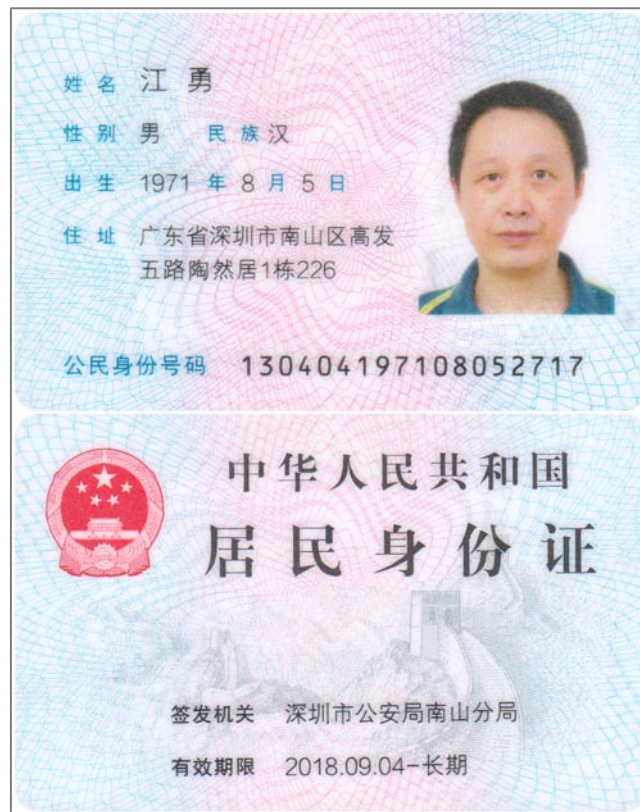 姓名 江勇
性别 男 民族 汉
出生 1971 年 8 月 5 日
住址 广东省深圳市南山区高发
五路陶然居1栋226
公民身份号码 130404197108052717
中华人民共和国
居民身份证
签发机关 深圳市公安局南山分局
有效期限 2018.09.04-长期